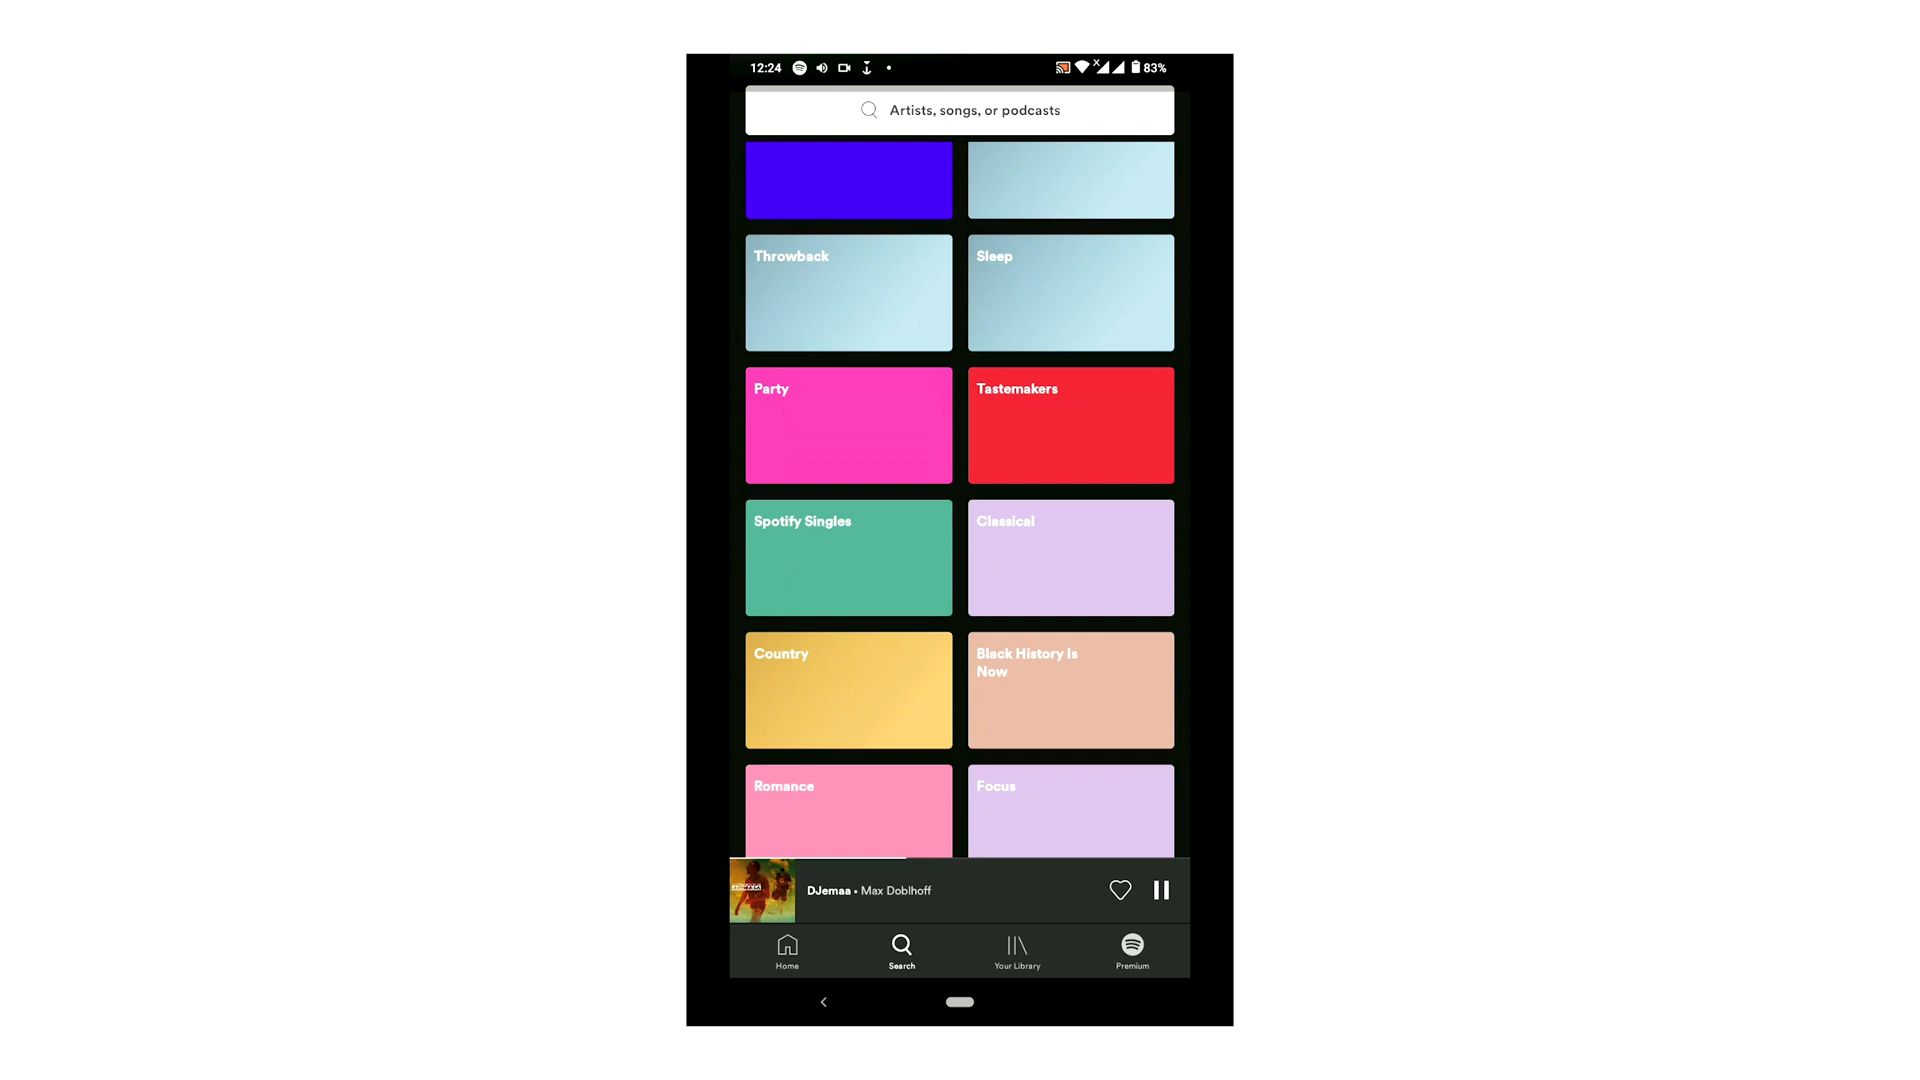 12:24
83%
Artists, songs, or podcasts
Throwback
Sleep
Party
Tastemakers
Spotify Singles
Classical
Country
Black History Is
Now
Romance
Focus
DJemaa • Max Doblhoff
Home
Search
Your Library
Premium